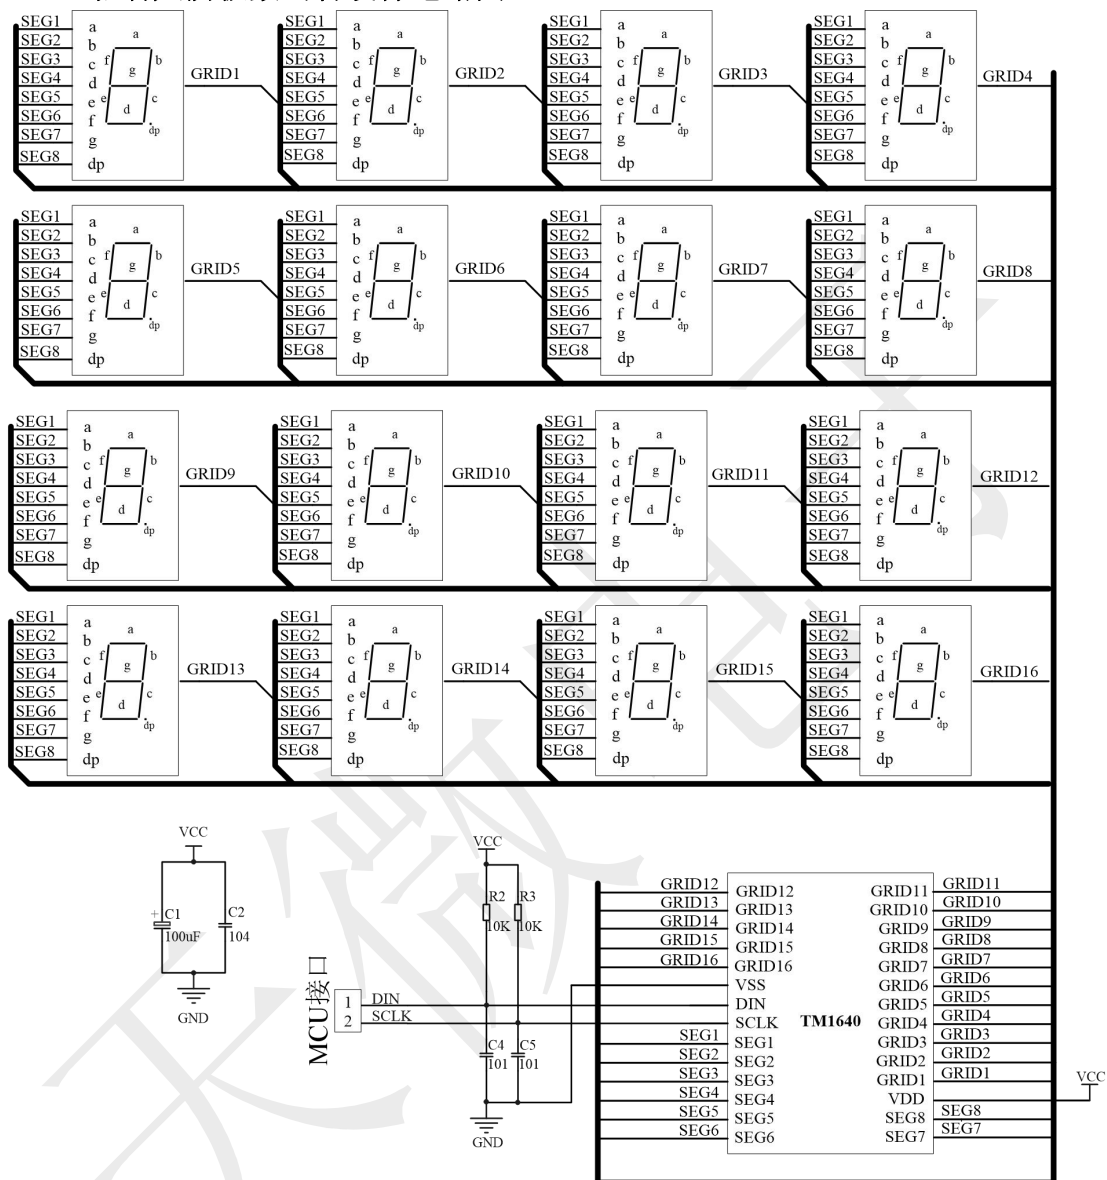 SEG1 a SEG1 a SEG1 a SEG1 a
a a a a
SEG2 b SEG2 b SEG2 b SEG2 b
SEG3 c f b SEG3 c f b SEG3 c f b SEG3 c f b
g GRID1 g GRID2 g GRID3 g GRID4
SEG4 d SEG4 d SEG4 d SEG4 d
SEG5 e e c SEG5 e e c SEG5 e e c SEG5 e e c
SEG6 f d SEG6 f d SEG6 f d SEG6 f d
SEG7 g dp SEG7 g dp SEG7 g dp SEG7 g dp
SEG8 dp SEG8 dp SEG8 dp SEG8 dp
SEG1 a SEG1 a SEG1 a SEG1 a
a a a a
SEG2 b SEG2 b SEG2 b SEG2 b
SEG3 c f b SEG3 c f b SEG3 c f b SEG3 c f b
g GRID5 g GRID6 g GRID7 g GRID8
SEG4 d SEG4 d SEG4 d SEG4 d
SEG5 e e c SEG5 e e c SEG5 e e c SEG5 e e c
SEG6 f d SEG6 f d SEG6 f d SEG6 f d
SEG7 g dp SEG7 g dp SEG7 g dp SEG7 g dp
SEG8 dp SEG8 dp SEG8 dp SEG8 dp
SEG1 a SEG1 a SEG1 a SEG1 a
a a a a
SEG2 b SEG2 b SEG2 b SEG2 b
SEG3 c f b SEG3 c f b SEG3 c f b SEG3 c f b
g GRID9 g GRID10 g GRID11 g GRID12
SEG4 d SEG4 d SEG4 d SEG4 d
SEG5 e e c SEG5 e e c SEG5 e e c SEG5 e e c
SEG6 f d SEG6 f d SEG6 f d SEG6 f d
SEG7 g dp SEG7 g dp SEG7 g dp SEG7 g dp
SEG8 dp SEG8 dp SEG8 dp SEG8 dp
SEG1 a SEG1 a SEG1 a SEG1 a
a a a a
SEG2 b SEG2 b SEG2 b SEG2 b
SEG3 c f b SEG3 c f b SEG3 c f b SEG3 c f b
g GRID13 g GRID14 g GRID15 g GRID16
SEG4 d SEG4 d SEG4 d SEG4 d
SEG5 e e c SEG5 e e c SEG5 e e c SEG5 e e c
SEG6 f d SEG6 f d SEG6 f d SEG6 f d
SEG7 g dp SEG7 g dp SEG7 g dp SEG7 g dp
SEG8 dp SEG8 dp SEG8 dp SEG8 dp
VCC
+ C1
100uF
C2
104
GND
VCC
R2
10K
R3
10K
MCU接口
1 DIN
2 SCLK
C4
101
C5
101
GND
GRID12 GRID12 GRID11 GRID11
GRID13 GRID13 GRID10 GRID10
GRID14 GRID14 GRID9 GRID9
GRID15 GRID15 GRID8 GRID8
GRID16 GRID16 GRID7 GRID7
VSS GRID6 GRID6
DIN GRID5 GRID5
SCLK TM1640 GRID4 GRID4
SEG1 SEG1 GRID3 GRID3
SEG2 SEG2 GRID2 GRID2
SEG3 SEG3 GRID1 GRID1
SEG4 SEG4 VDD VCC
SEG5 SEG5 SEG8 SEG8
SEG6 SEG6 SEG7 SEG7
天微电子